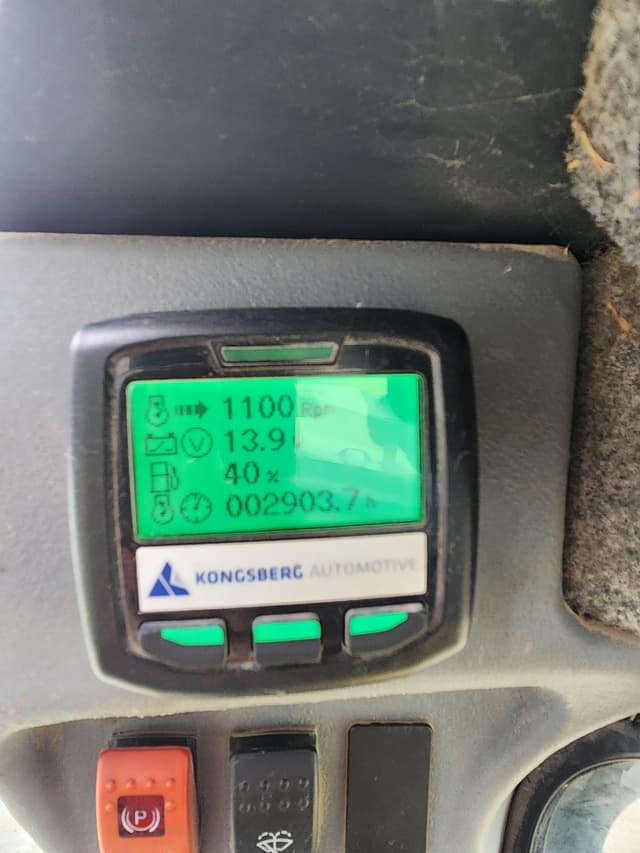 1100 Rpm
V 13.9
40 %
002903.7 h
KONGSBERG AUTOMOTIVE
P